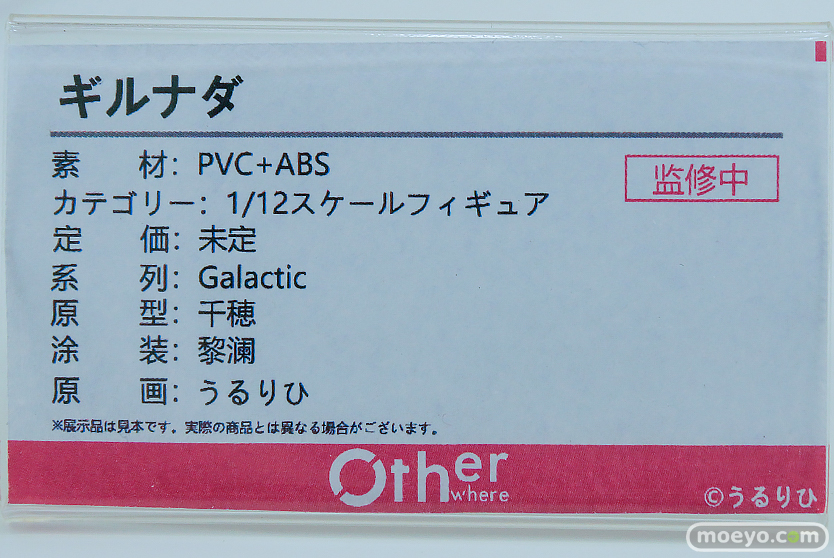 ギルナダ
素 材：PVC+ABS
监修中
カテゴリー：1/12スケールフィギュア
定 価：未定
系 列：Galactic
原 型：千穂
涂 装：黎澜
原 画：うるりひ
※展示品は見本です。実際の商品とは異なる場合がございます。
Other
where
©うるりひ
moeyo.com